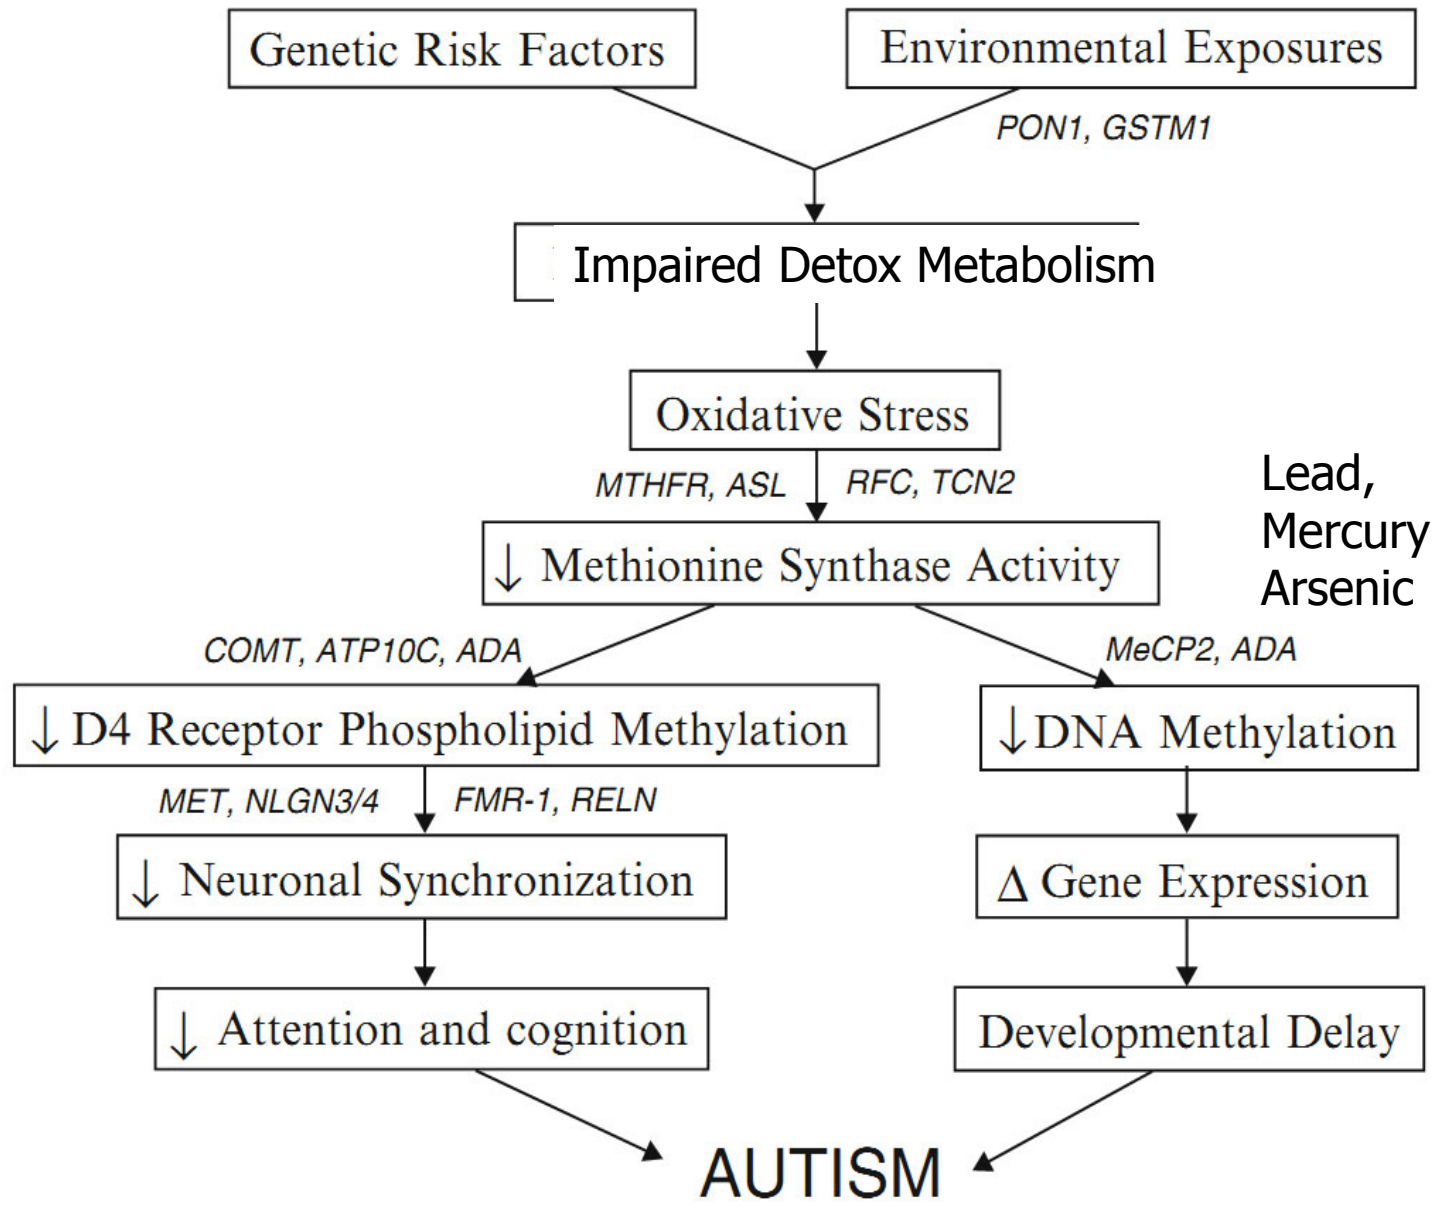 Genetic Risk Factors
Environmental Exposures
PON1, GSTM1
Impaired Detox Metabolism
Oxidative Stress
MTHFR, ASL
RFC, TCN2
Lead,
Mercury
Arsenic
↓ Methionine Synthase Activity
COMT, ATP10C, ADA
MeCP2, ADA
↓ D4 Receptor Phospholipid Methylation
↓ DNA Methylation
MET, NLGN3/4
FMR-1, RELN
↓ Neuronal Synchronization
Δ Gene Expression
↓ Attention and cognition
Developmental Delay
AUTISM